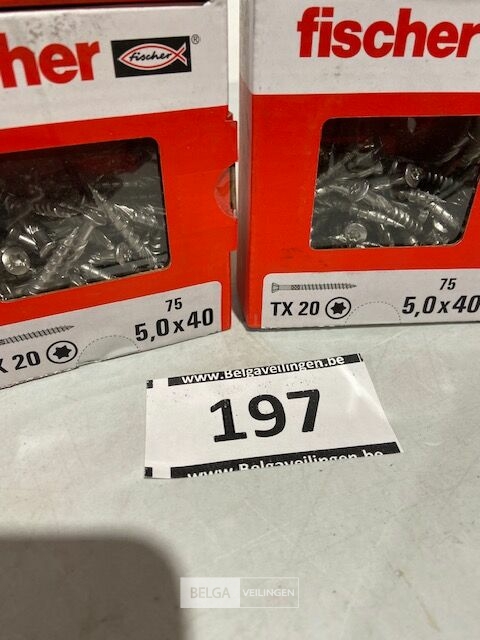 her fischer ®
fischer
75
5,0x40
X 20
75
TX 20
5,0x40
www.Belgaveilingen.be
197
www.Belgaveilingen.be
BELGA VEILINGEN